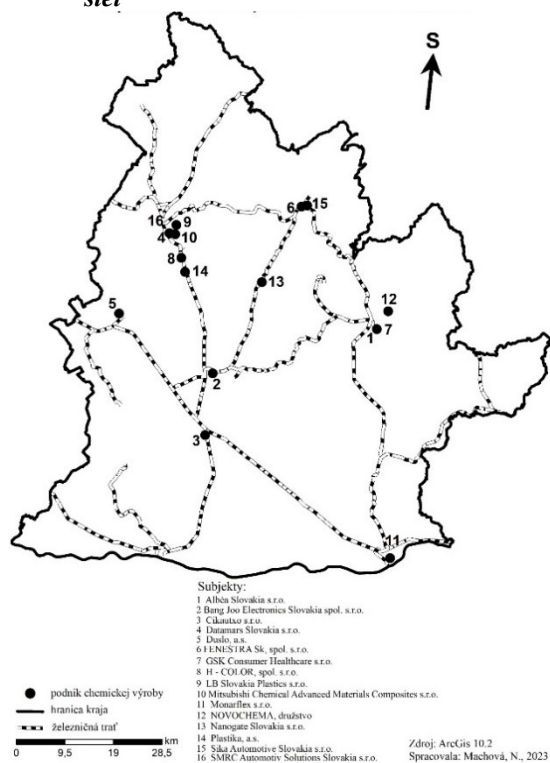 sieť
S
6 15
16 9
4 10
8
14
13
5
12
1 7
2
3
11
Subjekty:
1 Albéa Slovakia s.r.o.
2 Bang Joo Electronics Slovakia spol. s.r.o.
3 Cikautxo s.r.o.
4 Datamars Slovakia s.r.o.
5 Duslo, a.s.
6 FENESTRA Sk, spol. s.r.o.
7 GSK Consumer Healthcare s.r.o.
8 H - COLOR, spol. s.r.o.
9 LB Slovakia Plastics s.r.o.
10 Mitsubishi Chemical Advanced Materials Composites s.r.o.
11 Monarflex s.r.o.
12 NOVOCHEMA, družstvo
13 Nanogate Slovakia s.r.o.
14 Plastika, a.s.
15 Sika Automotive Slovakia s.r.o.
16 SMRC Automotiv Solutions Slovakia s.r.o.
podnik chemickej výroby
hranica kraja
železničná trať
km
0 9,5 19 28,5
Zdroj: ArcGis 10.2
Spracovala: Machová, N., 2023